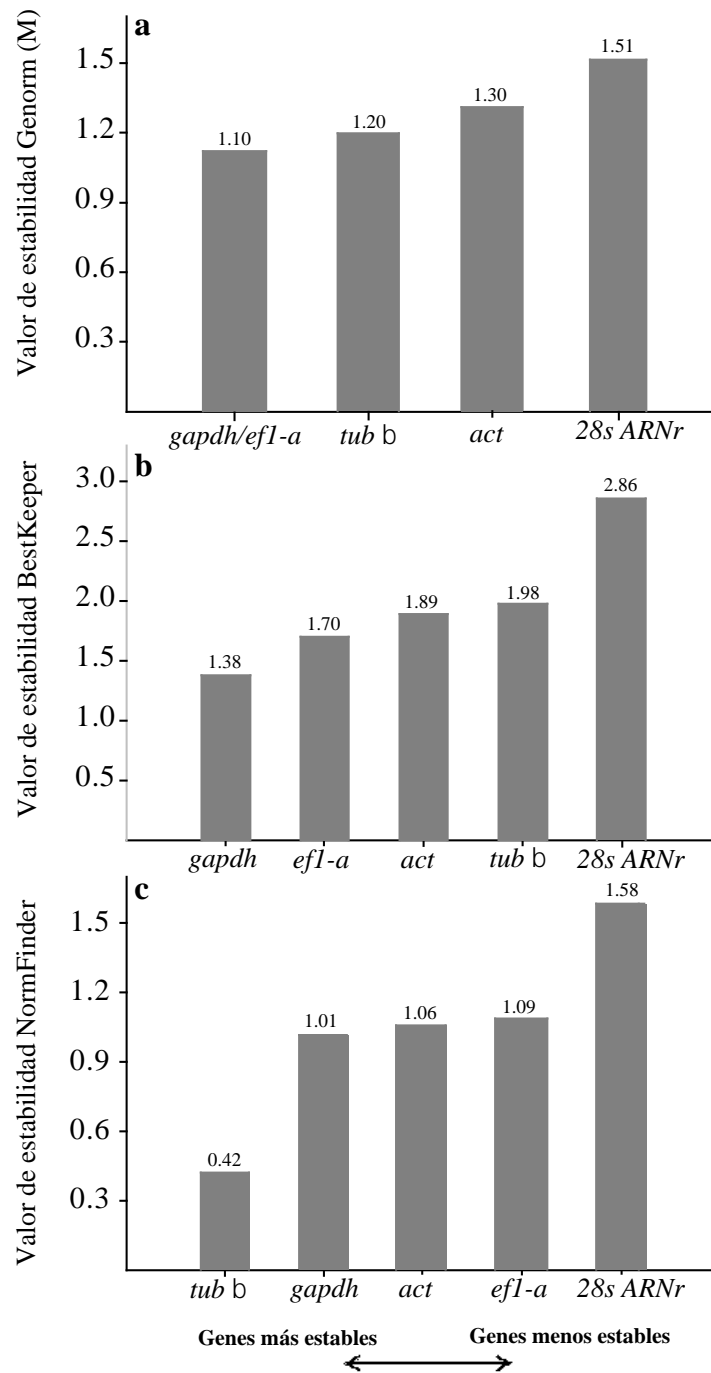 a
Valor de estabilidad Genorm (M)
1.5
1.2
0.9
0.6
0.3
1.10
1.20
1.30
1.51
gapdh/ef1-a
tub b
act
28s ARNr
b
Valor de estabilidad BestKeeper
3.0
2.5
2.0
1.5
1.0
0.5
1.38
1.70
1.89
1.98
2.86
gapdh
ef1-a
act
tub b
28s ARNr
c
Valor de estabilidad NormFinder
1.5
1.2
0.9
0.6
0.3
0.42
1.01
1.06
1.09
1.58
tub b
gapdh
act
ef1-a
28s ARNr
Genes más estables
Genes menos estables